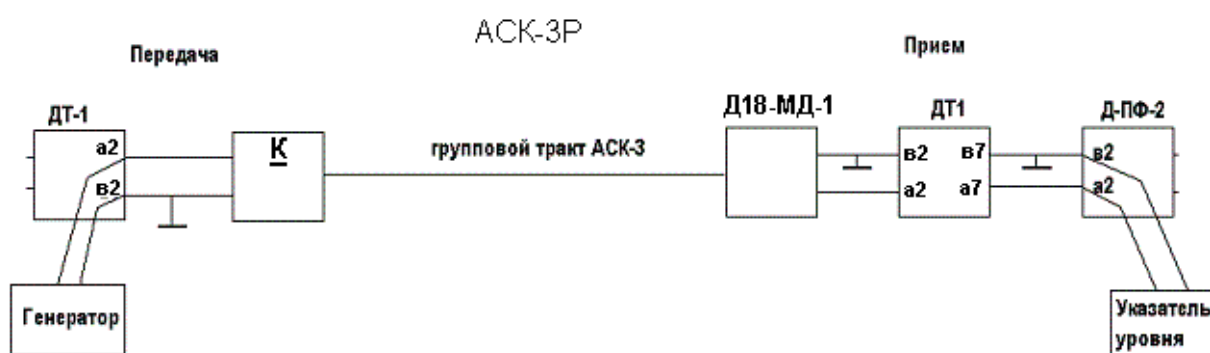 АСК-3Р
Передача
Прием
ДТ-1
К
Д18-МД-1
ДТ1
Д-ПФ-2
групповой тракт АСК-3
а2
в2
в2
а2
в7
а7
в2
а2
Генератор
Указатель
уровня